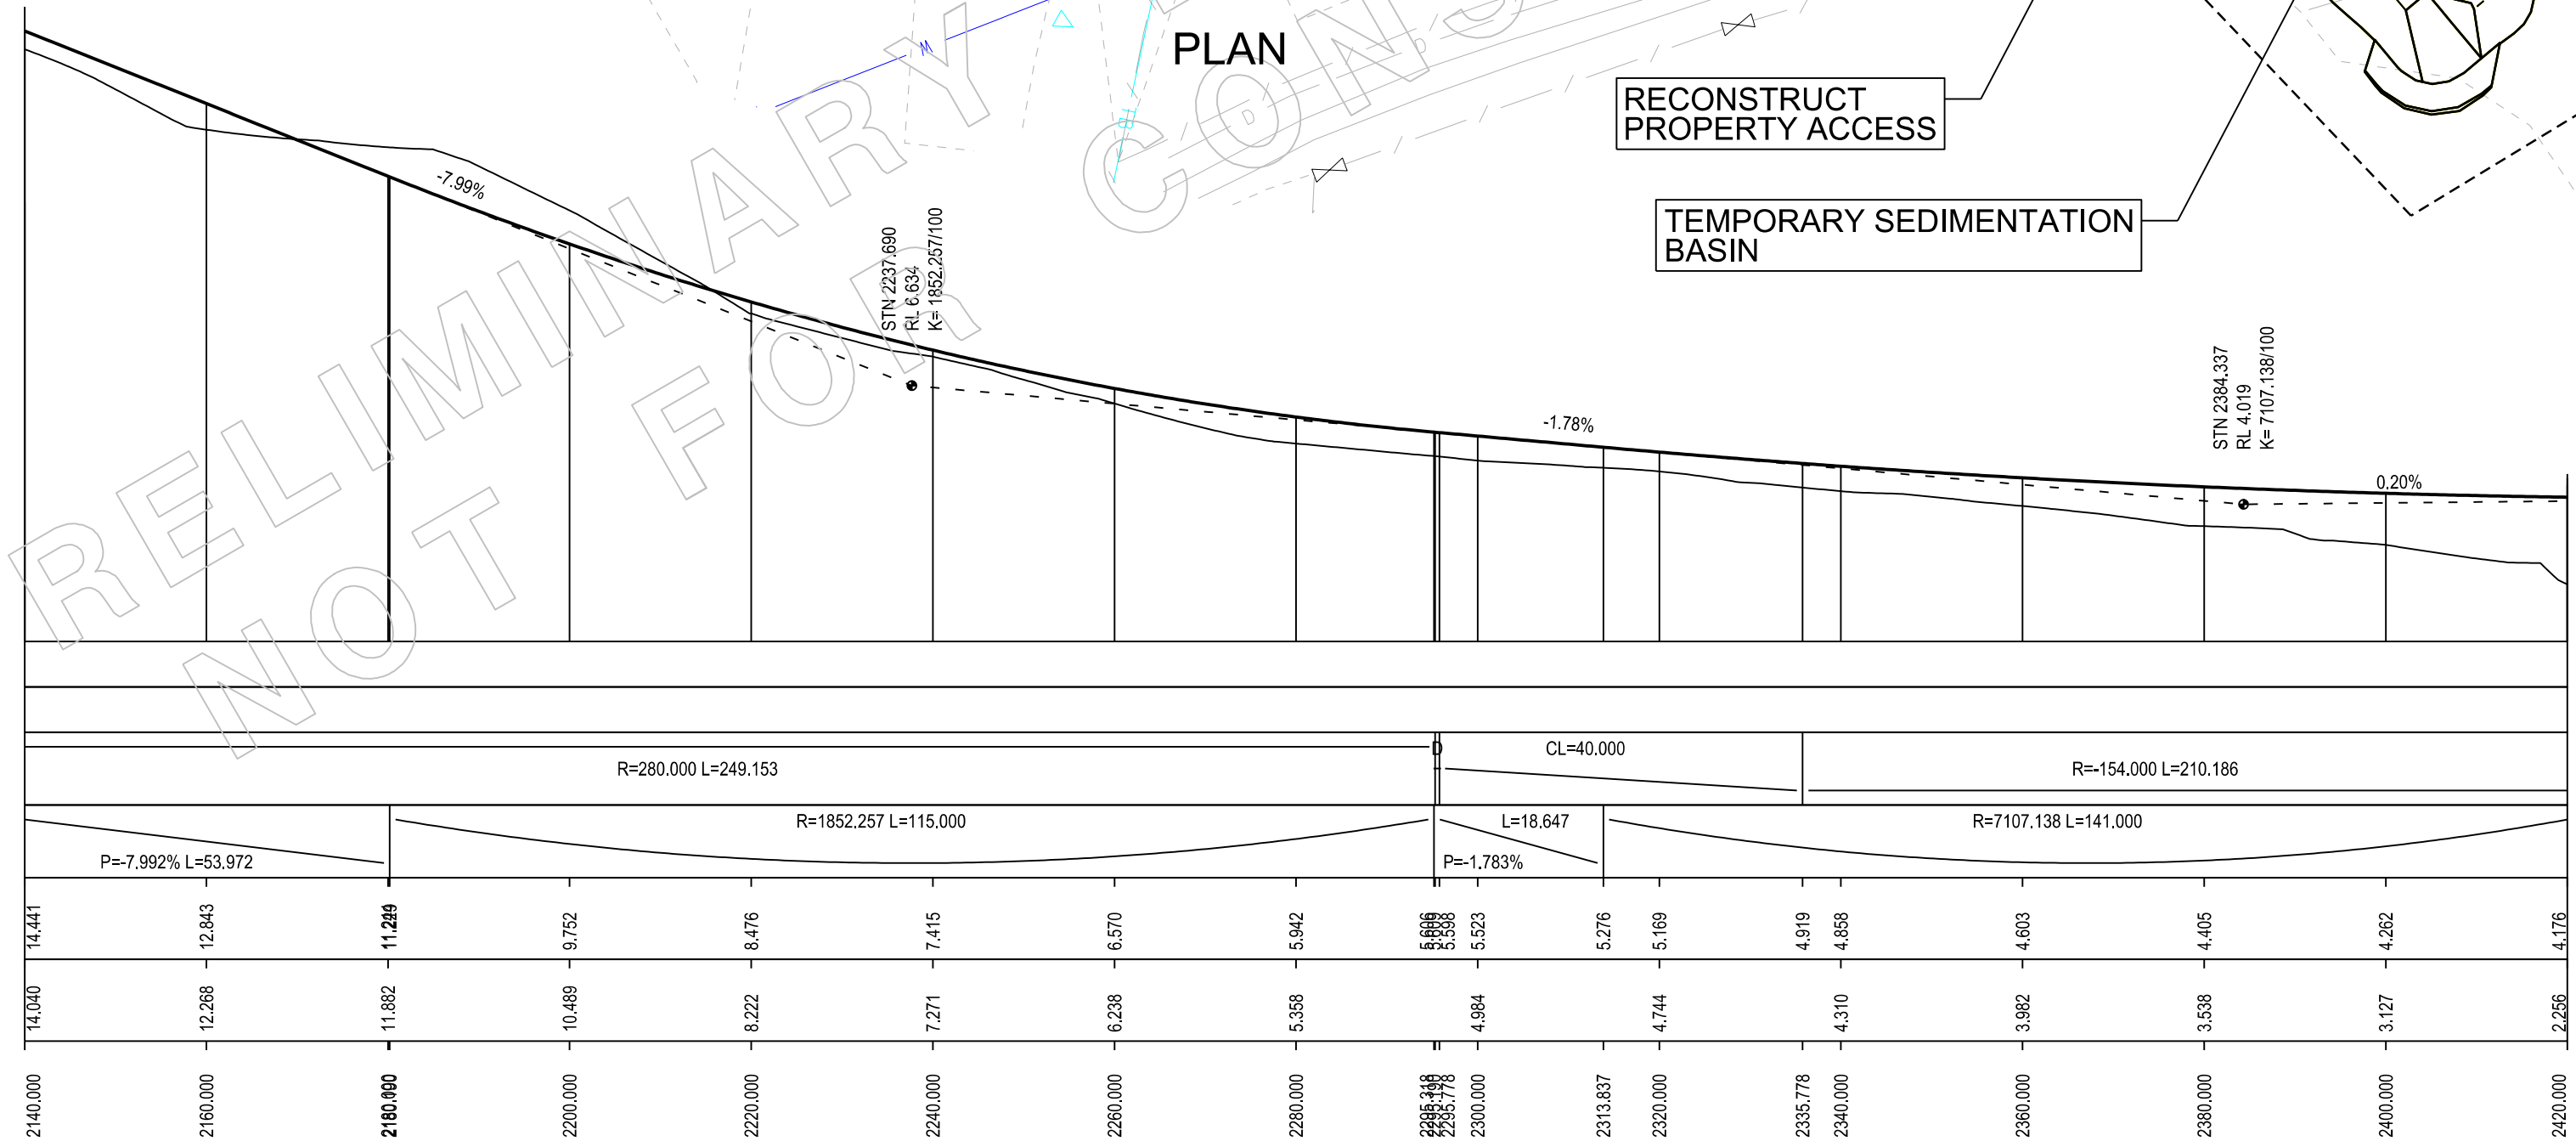 PLAN
RECONSTRUCT
PROPERTY ACCESS
TEMPORARY SEDIMENTATION
BASIN
RELIMINARY
NOT FOR
CONS
W
D
D
-7.99%
STN 2237.690
RL 6.634
K= 1852.257/100
-1.78%
STN 2384.337
RL 4.019
K= 7107.138/100
0.20%
D
CL=40.000
R=280.000 L=249.153
R=-154.000 L=210.186
R=1852.257 L=115.000
L=18.647
R=7107.138 L=141.000
P=-7.992% L=53.972
P=-1.783%
14.441 12.843 9.752 8.476 7.415 6.570 5.942 5.598 5.523 5.276 5.169 4.919 4.858 4.603 4.405 4.262 4.176
14.040 12.268 11.882 10.489 8.222 7.271 6.238 5.358 4.984 4.744 4.310 3.982 3.538 3.127 2.256
2140.000 2160.000 2200.000 2220.000 2240.000 2260.000 2280.000 2295.778 2300.000 2313.837 2320.000 2335.778 2340.000 2360.000 2380.000 2400.000 2420.000